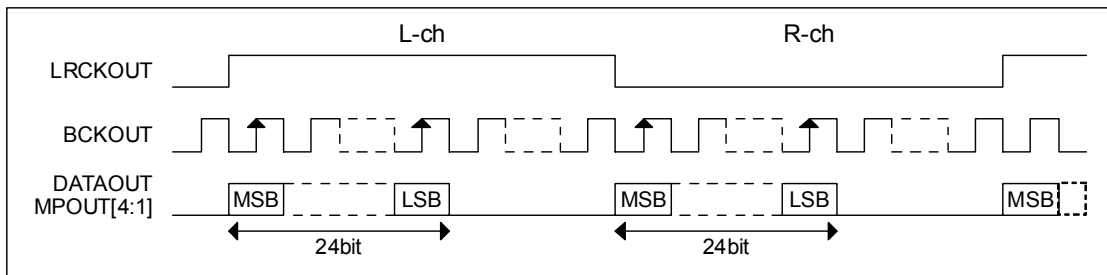 L-ch R-ch
LRCKOUT
BCKOUT
DATAOUT
MPOUT[4:1]
MSB LSB MSB LSB MSB
24bit 24bit